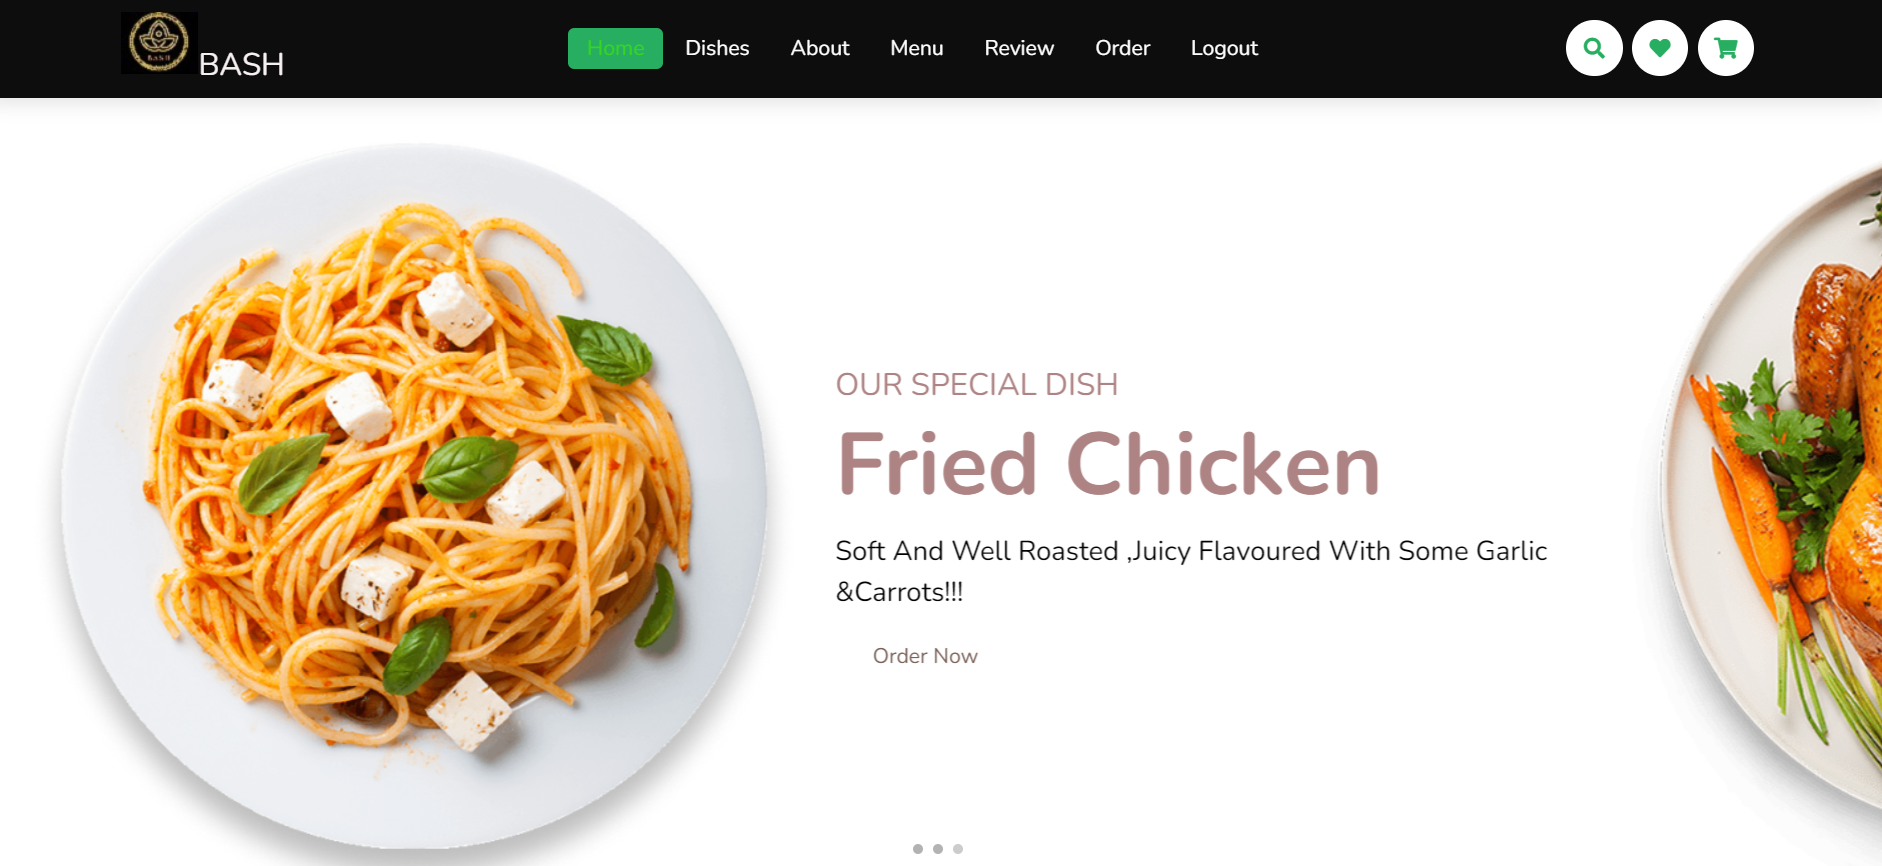 BASH
BASH
Home Dishes About Menu Review Order Logout
OUR SPECIAL DISH
Fried Chicken
Soft And Well Roasted ,Juicy Flavoured With Some Garlic
&Carrots!!!
Order Now